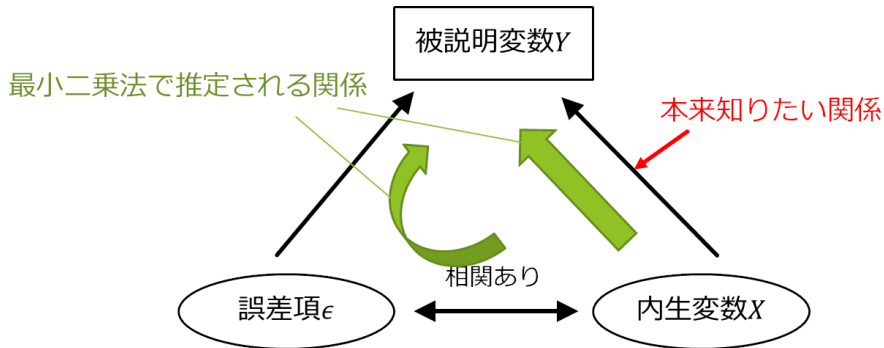 被説明変数Y
最小二乗法で推定される関係
本来知りたい関係
相関あり
誤差項ϵ
内生変数X